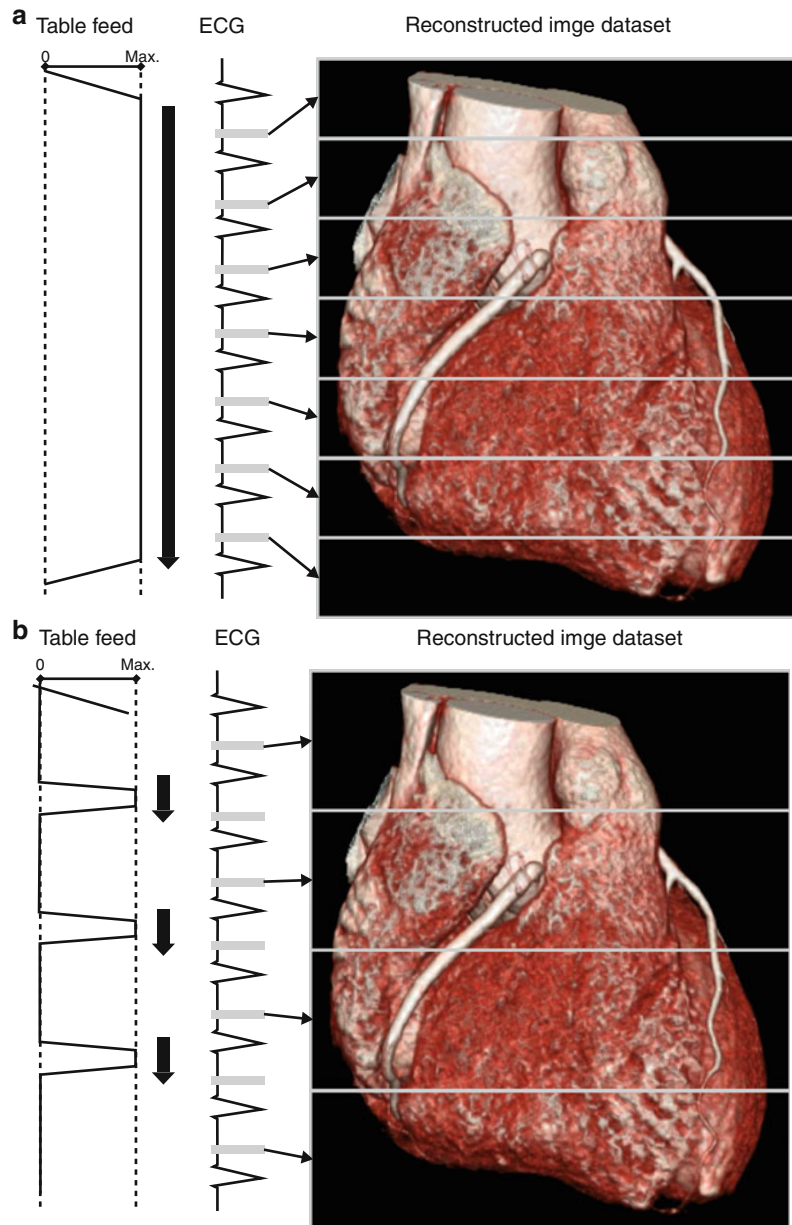 a
Table feed ECG Reconstructed imge dataset
0 Max.
b
Table feed ECG Reconstructed imge dataset
0 Max.